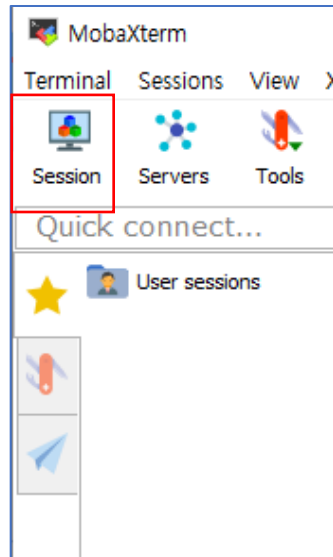 MobaXterm
Terminal Sessions View X
Session Servers Tools
Quick connect...
User sessions